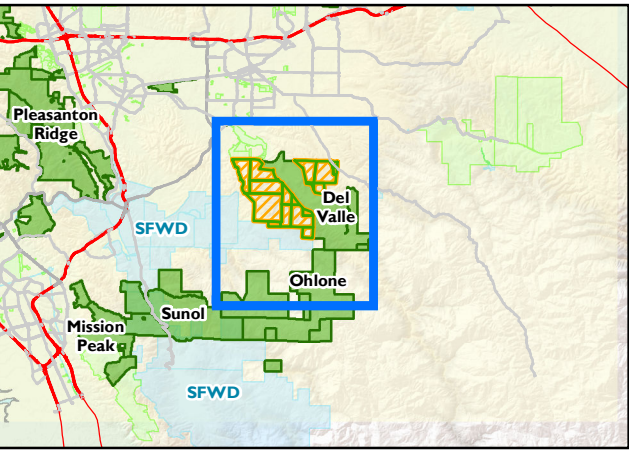 Pleasanton
Ridge
Del
Valle
SFWD
Ohlone
Sunol
Mission
Peak
SFWD